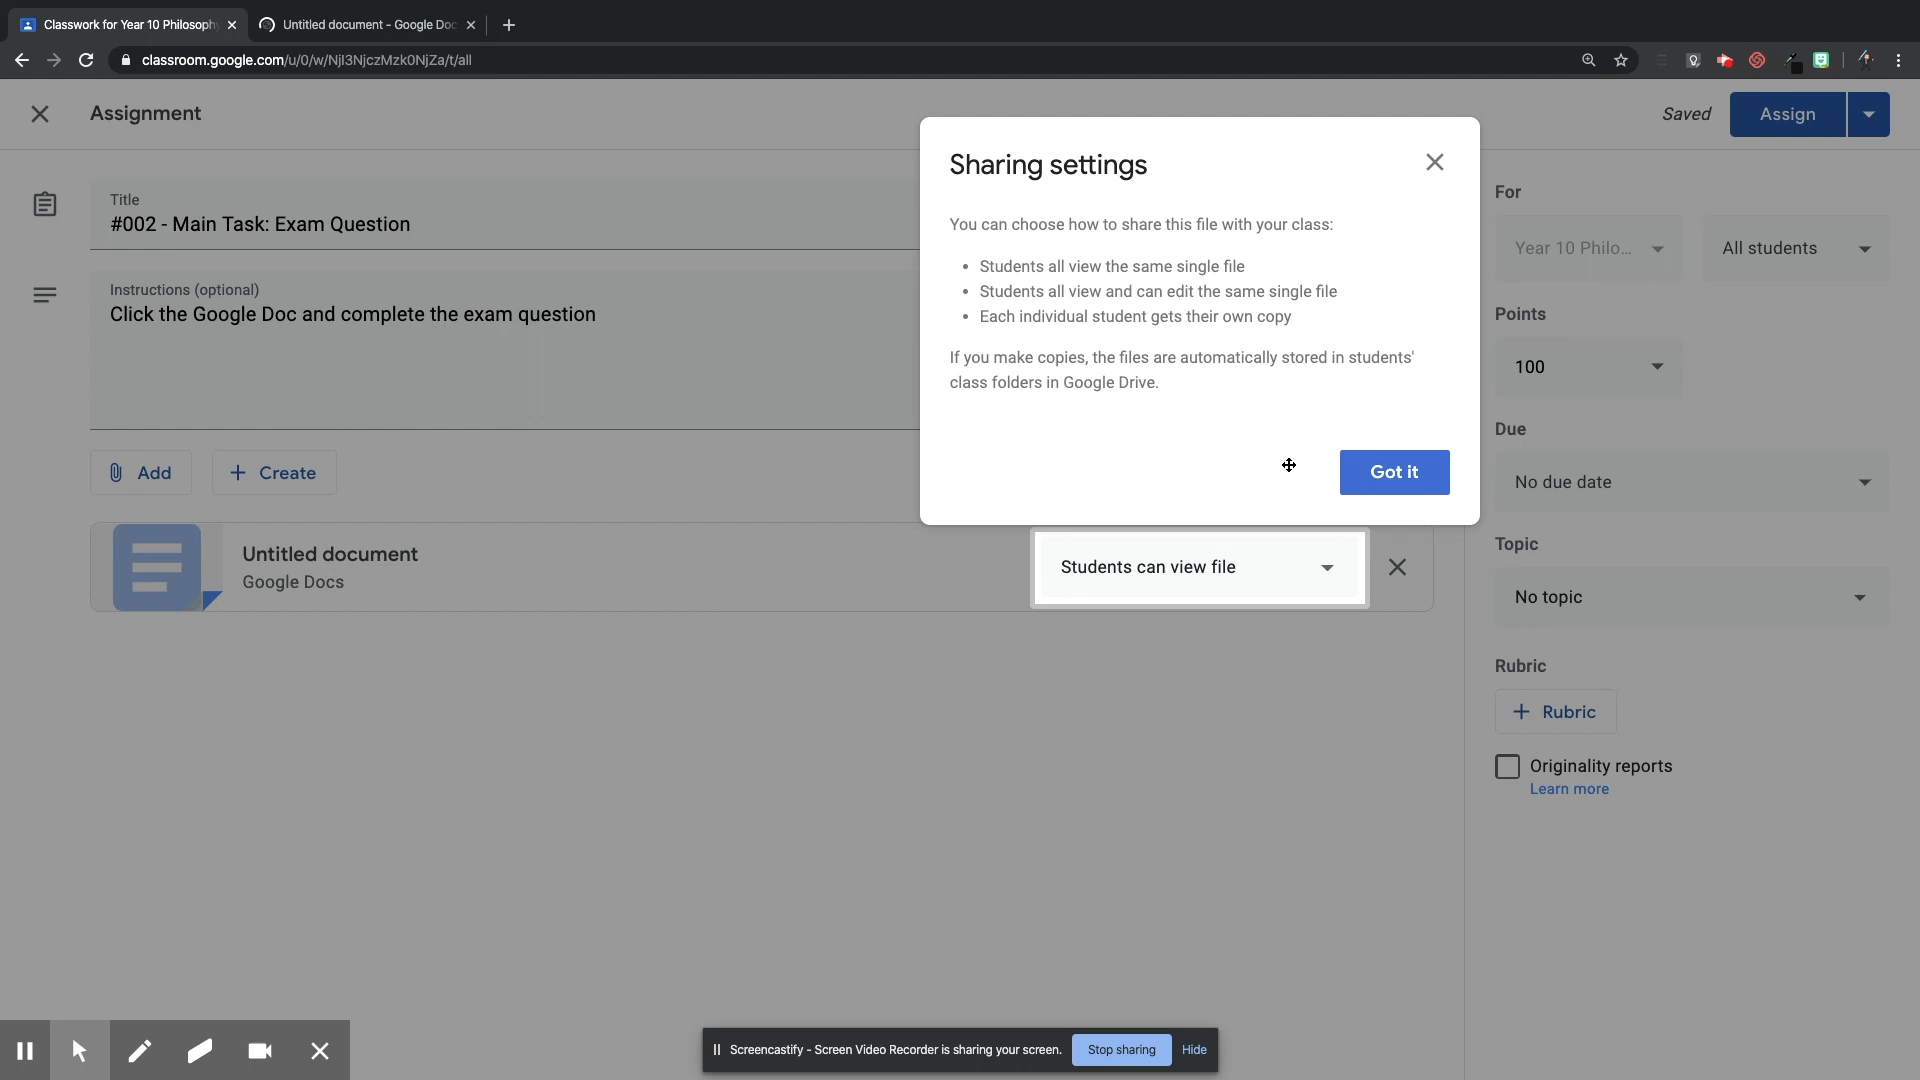 Classwork for Year 10 Philosoph
Untitled document - Google Doc
classroom.google.com/u/0/w/NjI3NjczMzk0NjZa/t/all
Assignment
Saved
Assign
Title
#002 - Main Task: Exam Question
Instructions (optional)
Click the Google Doc and complete the exam question
Add
Create
Untitled document
Google Docs
Sharing settings
You can choose how to share this file with your class:
• Students all view the same single file
• Students all view and can edit the same single file
• Each individual student gets their own copy
If you make copies, the files are automatically stored in students'
class folders in Google Drive.
Got it
Students can view file
For
Year 10 Philo...
All students
Points
100
Due
No due date
Topic
No topic
Rubric
Rubric
Originality reports
Learn more
Screencastify - Screen Video Recorder is sharing your screen.
Stop sharing
Hide